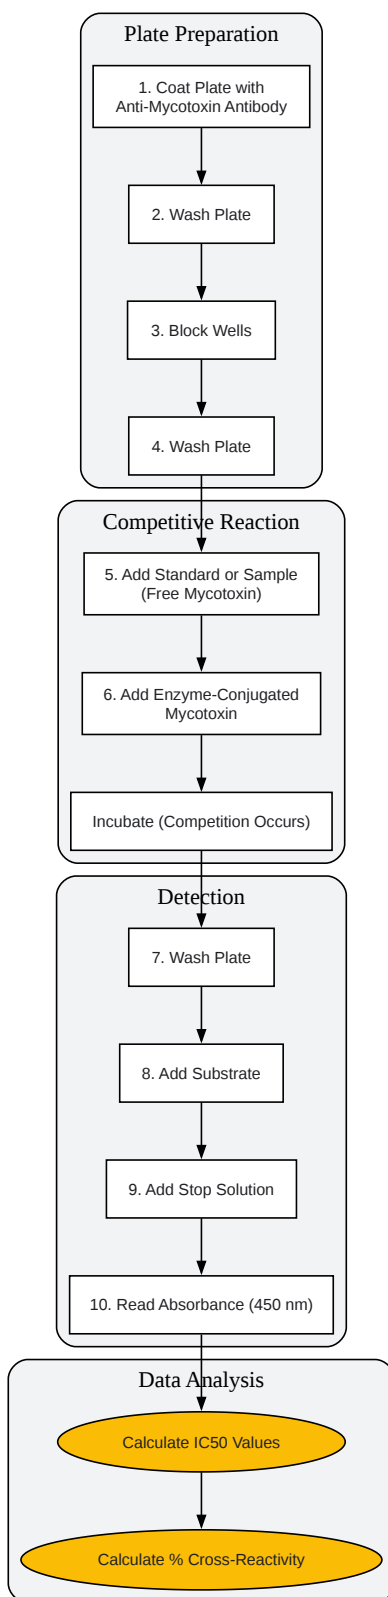 Plate Preparation
1. Coat Plate with
Anti-Mycotoxin Antibody
2. Wash Plate
3. Block Wells
4. Wash Plate
Competitive Reaction
5. Add Standard or Sample
(Free Mycotoxin)
6. Add Enzyme-Conjugated
Mycotoxin
Incubate (Competition Occurs)
Detection
7. Wash Plate
8. Add Substrate
9. Add Stop Solution
10. Read Absorbance (450 nm)
Data Analysis
Calculate IC50 Values
Calculate % Cross-Reactivity